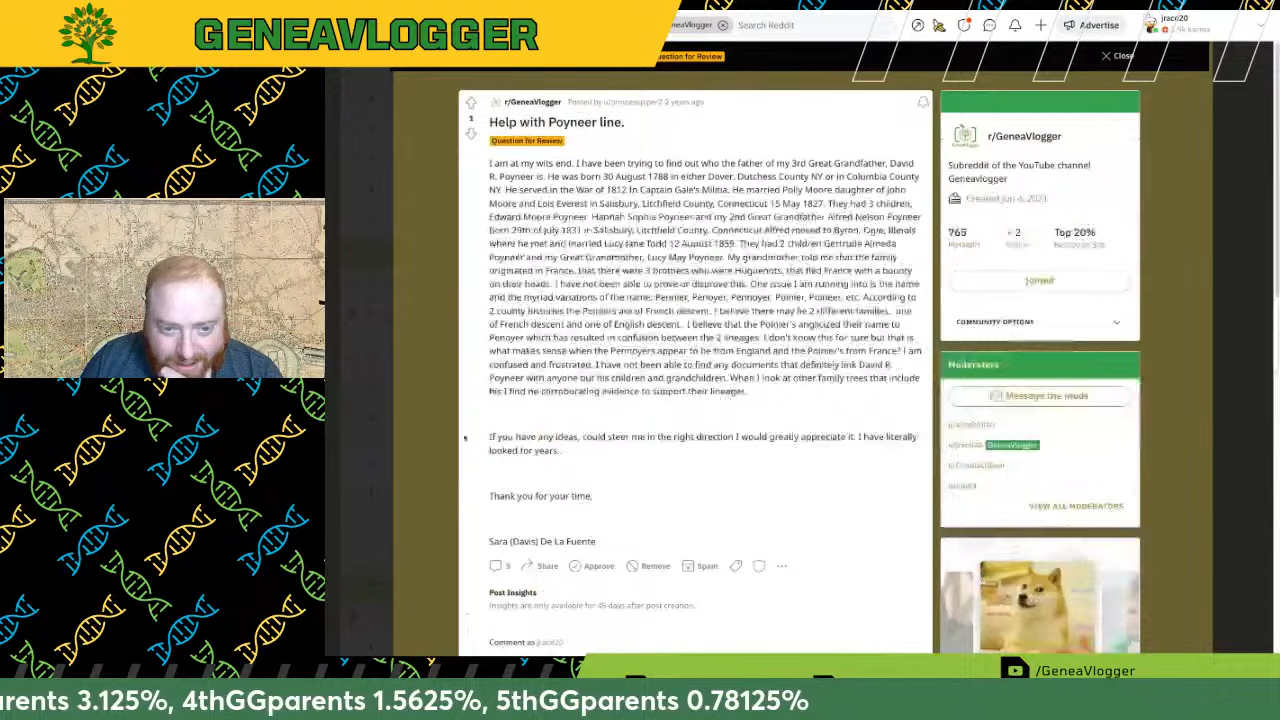 GENEAVLOGGER
neaVlogger Search Reddit Advertise jracd20
uestion for Review Close
r/GeneaVlogger 2 years ago
1
Help with Poyneer line.
Question for Review
I am at my wits end. I have been trying to find out who the father of my 3rd Great Grandfather, David
R. Poyneer is. He was born 30 August 1788 in either Dover, Dutchess County NY or in Columbia County
NY. He served in the War of 1812 in Captain Gale's Militia. He married Polly Moore daughter of John
Moore and Lois Everest in Salisbury, Litchfield County, Connecticut 15 May 1827. They had 3 children,
Edward Moore Poyneer, Hannah Sophia Poyneer and my 2nd Great Grandfather Alfred Nelson Poyneer
born 29th of July 1831 in Salisbury, Litchfield County, Connecticut Alfred moved to Byron, Ogle, Illinois
where he met and married Lucy Jane Todd 12 August 1859. They had 2 children Gertrude Almeda
Poyneer and my Great Grandmother, Lucy May Poyneer. My grandmother told me that the family
originated in France, that there were 3 brothers who were Huguenots, that fled France with a bounty
on their heads. I have not been able to prove or disprove this. One issue I am running into is the name
and the myriad variations of the name: Penoyer, Pennoyer, Poinier, Poineer, etc. According to
2 county histories the Poniers are of French descent. I believe there may be 2 different families.. one
of French descent and one of English descent.. I believe that the Poinier's anglicized their name to
Penoyer which has resulted in confusion between the 2 lineages. I don't know this for sure but that is
what makes sense when the Pennoyers appear to be from England and the Poinier's from France? I am
confused and frustrated. I have not been able to find any documents that definitely link David R.
Poyneer with anyone but his children and grandchildren. When I look at other family trees that include
his I find no corroborating evidence to support their lineages.
If you have any ideas, could steer me in the right direction I would greatly appreciate it. I have literally
looked for years..
Thank you for your time,
Sara (Davis) De La Fuente
Share Approve Remove Spam
Post Insights
Insights are only available for 45 days after post creation.
Comment as jracd20
r/GeneaVlogger
Subreddit of the YouTube channel
Geneavlogger
Created Jun 4, 2021
765 2 Top 20%
Joined
COMMUNITY OPTIONS
Moderators
Message the mods
GeneaVlogger
VIEW ALL MODERATORS
/GeneaVlogger
arents 3.125%, 4thGGparents 1.5625%, 5thGGparents 0.78125%